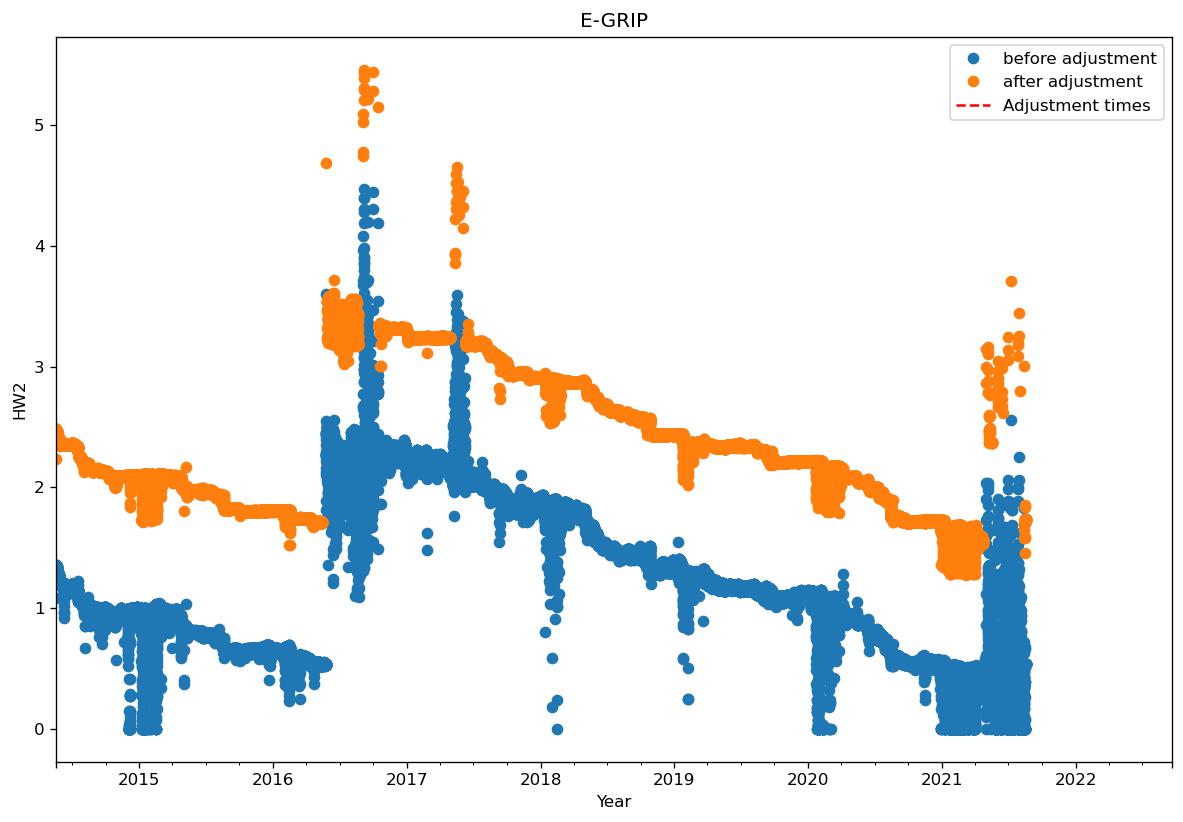 E-GRIP
before adjustment
after adjustment
Adjustment times
HW2
5
4
3
2
1
0
2015 2016 2017 2018 2019 2020 2021 2022
Year